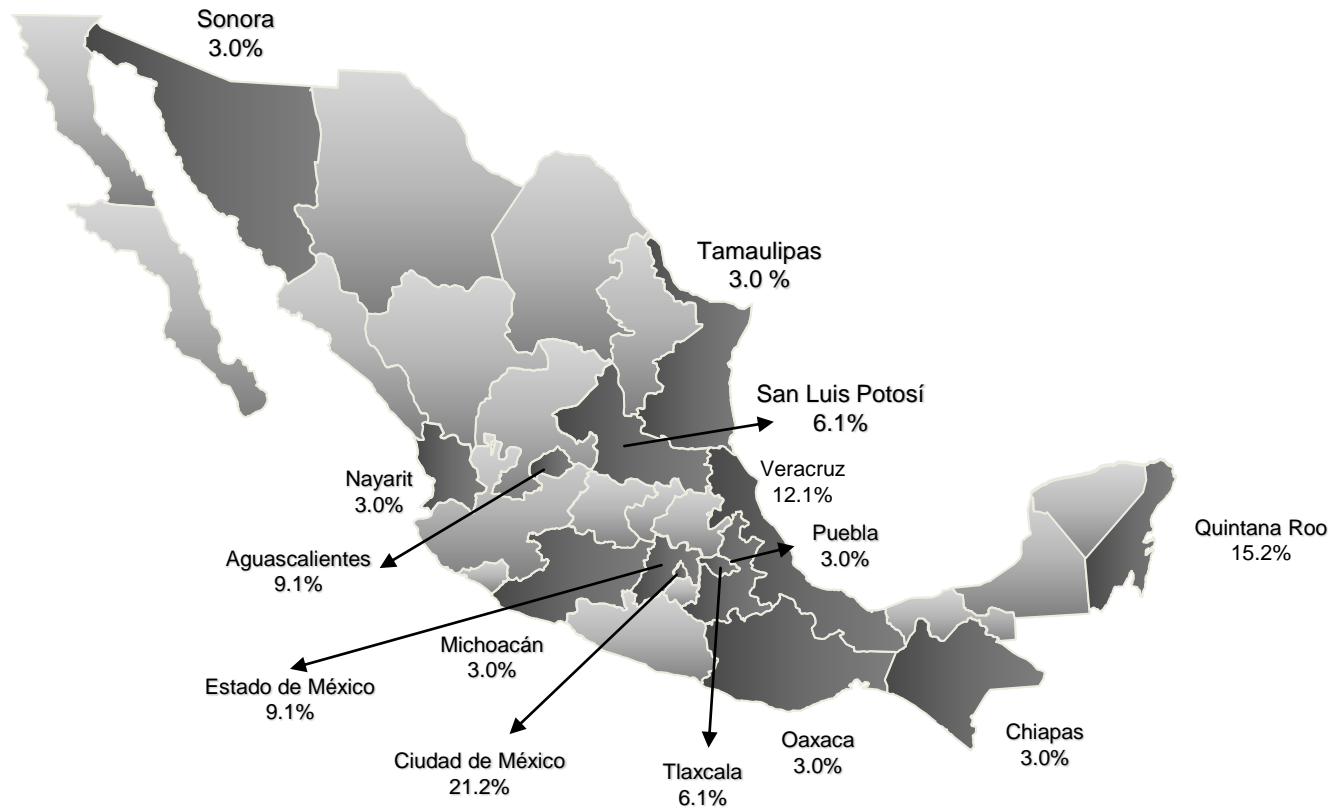 Sonora
3.0%
Tamaulipas
3.0 %
San Luis Potosí
6.1%
Nayarit
3.0%
Veracruz
12.1%
Puebla
3.0%
Quintana Roo
15.2%
Aguascalientes
9.1%
Michoacán
3.0%
Estado de México
9.1%
Ciudad de México
21.2%
Tlaxcala
6.1%
Oaxaca
3.0%
Chiapas
3.0%